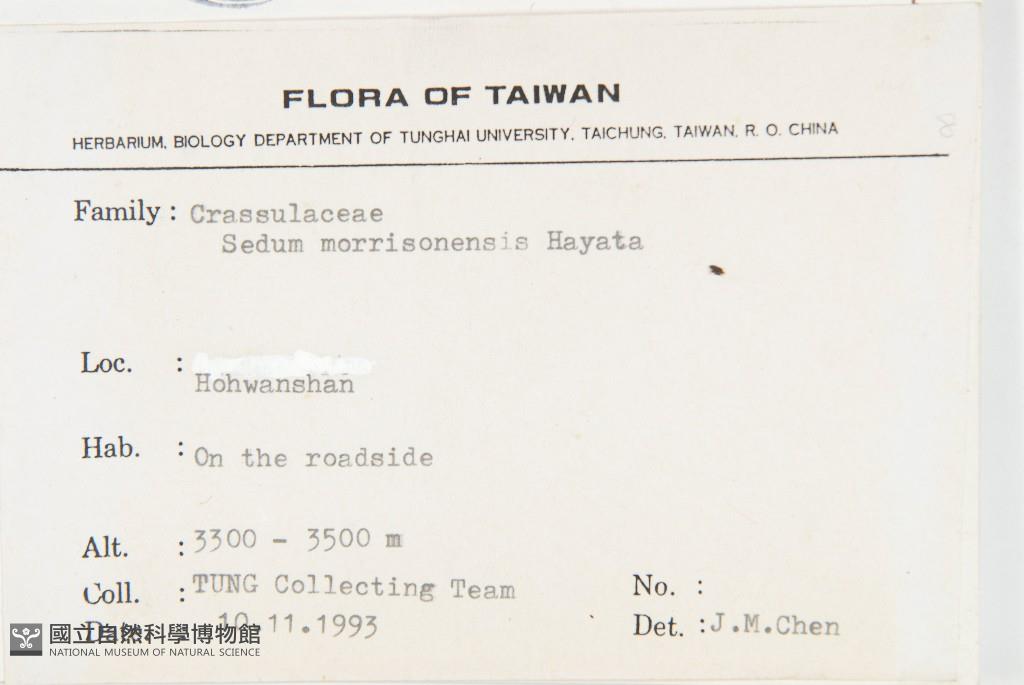 FLORA OF TAIWAN
HERBARIUM, BIOLOGY DEPARTMENT OF TUNGHAI UNIVERSITY, TAICHUNG, TAIWAN, R. O. CHINA
Family : Crassulaceae
Sedum morrisonensis Hayata
Loc. :
Hohwanshan
Hab. : On the roadside
Alt. : 3300 - 3500 m
Coll. : TUNG Collecting Team No. :
10.11.1993 Det. : J.M.Chen
國立自然科學博物館
NATIONAL MUSEUM OF NATURAL SCIENCE